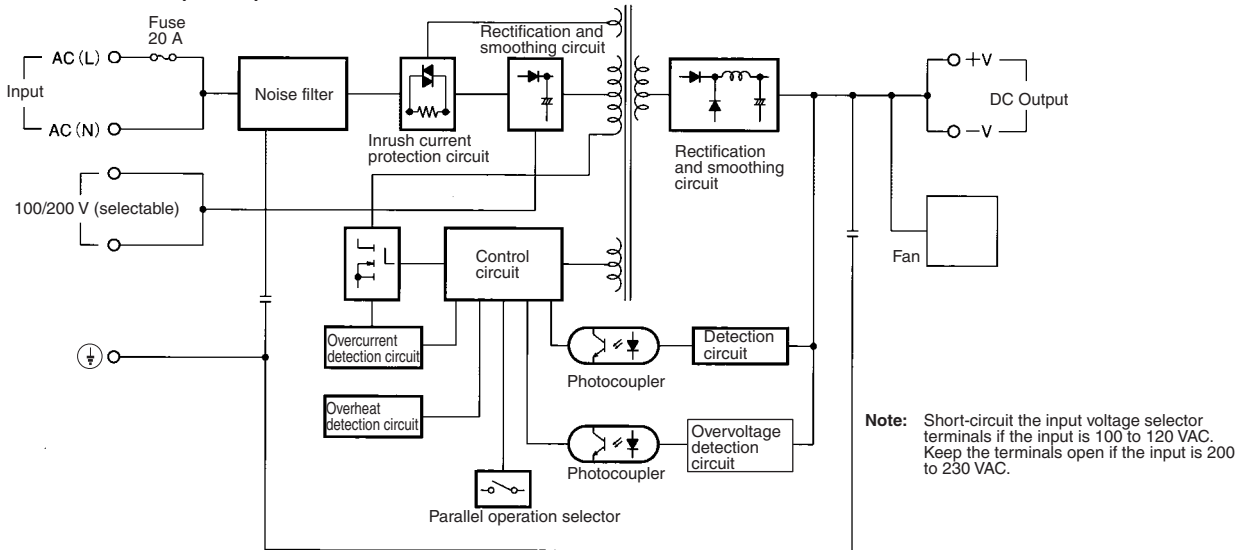 Fuse
20 A
AC (L)
Input
AC (N)
Noise filter
Inrush current
protection circuit
Rectification and
smoothing circuit
Rectification
and smoothing
circuit
+V
DC Output
−V
100/200 V (selectable)
Control
circuit
Fan
Overcurrent
detection circuit
Overheat
detection circuit
Photocoupler
Detection
circuit
Photocoupler
Overvoltage
detection
circuit
Parallel operation selector
Note: Short-circuit the input voltage selector
terminals if the input is 100 to 120 VAC.
Keep the terminals open if the input is 200
to 230 VAC.